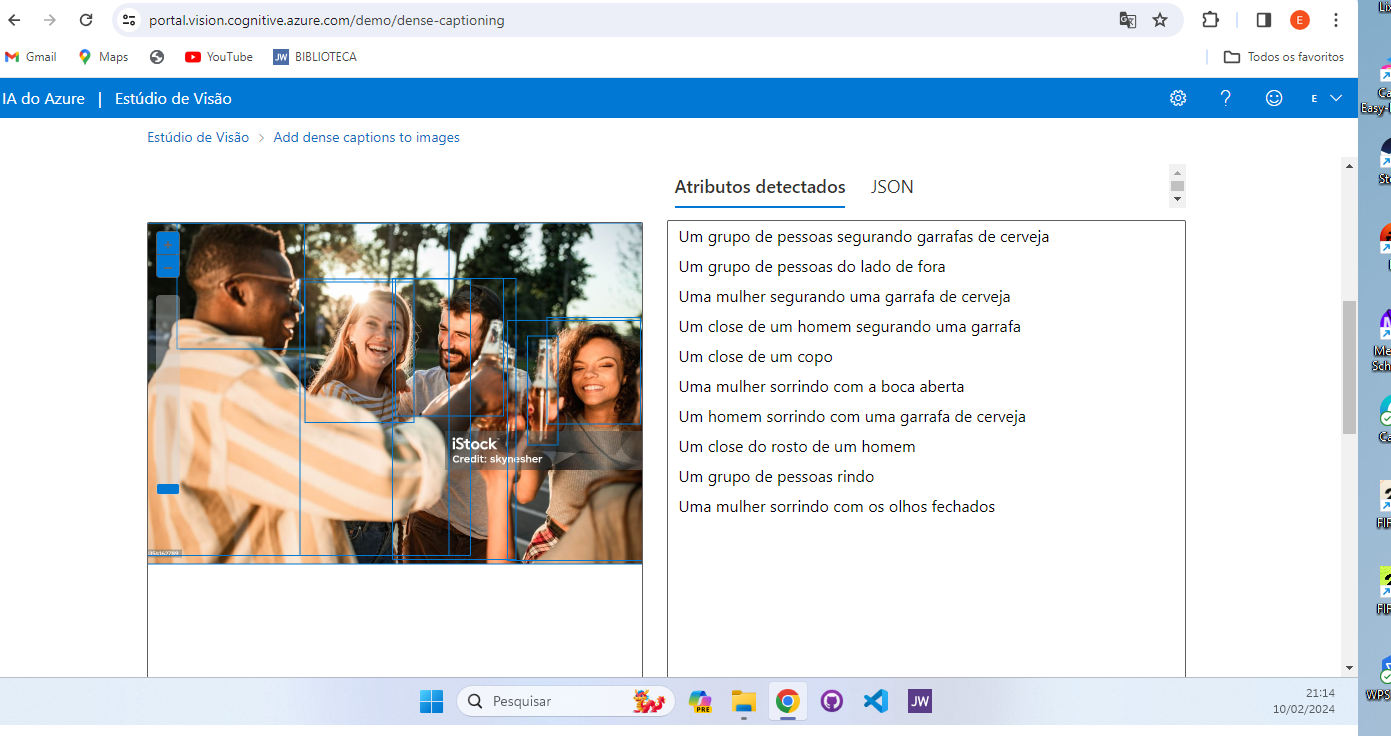 portal.vision.cognitive.azure.com/demo/dense-captioning
E
Gmail
Maps
YouTube
JW BIBLIOTECA
Todos os favoritos
IA do Azure | Estúdio de Visão
?
E
Estúdio de Visão > Add dense captions to images
Atributos detectados
JSON
iStock
Credit: skynesher
Um grupo de pessoas segurando garrafas de cerveja
Um grupo de pessoas do lado de fora
Uma mulher segurando uma garrafa de cerveja
Um close de um homem segurando uma garrafa
Um close de um copo
Uma mulher sorrindo com a boca aberta
Um homem sorrindo com uma garrafa de cerveja
Um close do rosto de um homem
Um grupo de pessoas rindo
Uma mulher sorrindo com os olhos fechados
Pesquisar
PRE
JW
21:14
10/02/2024